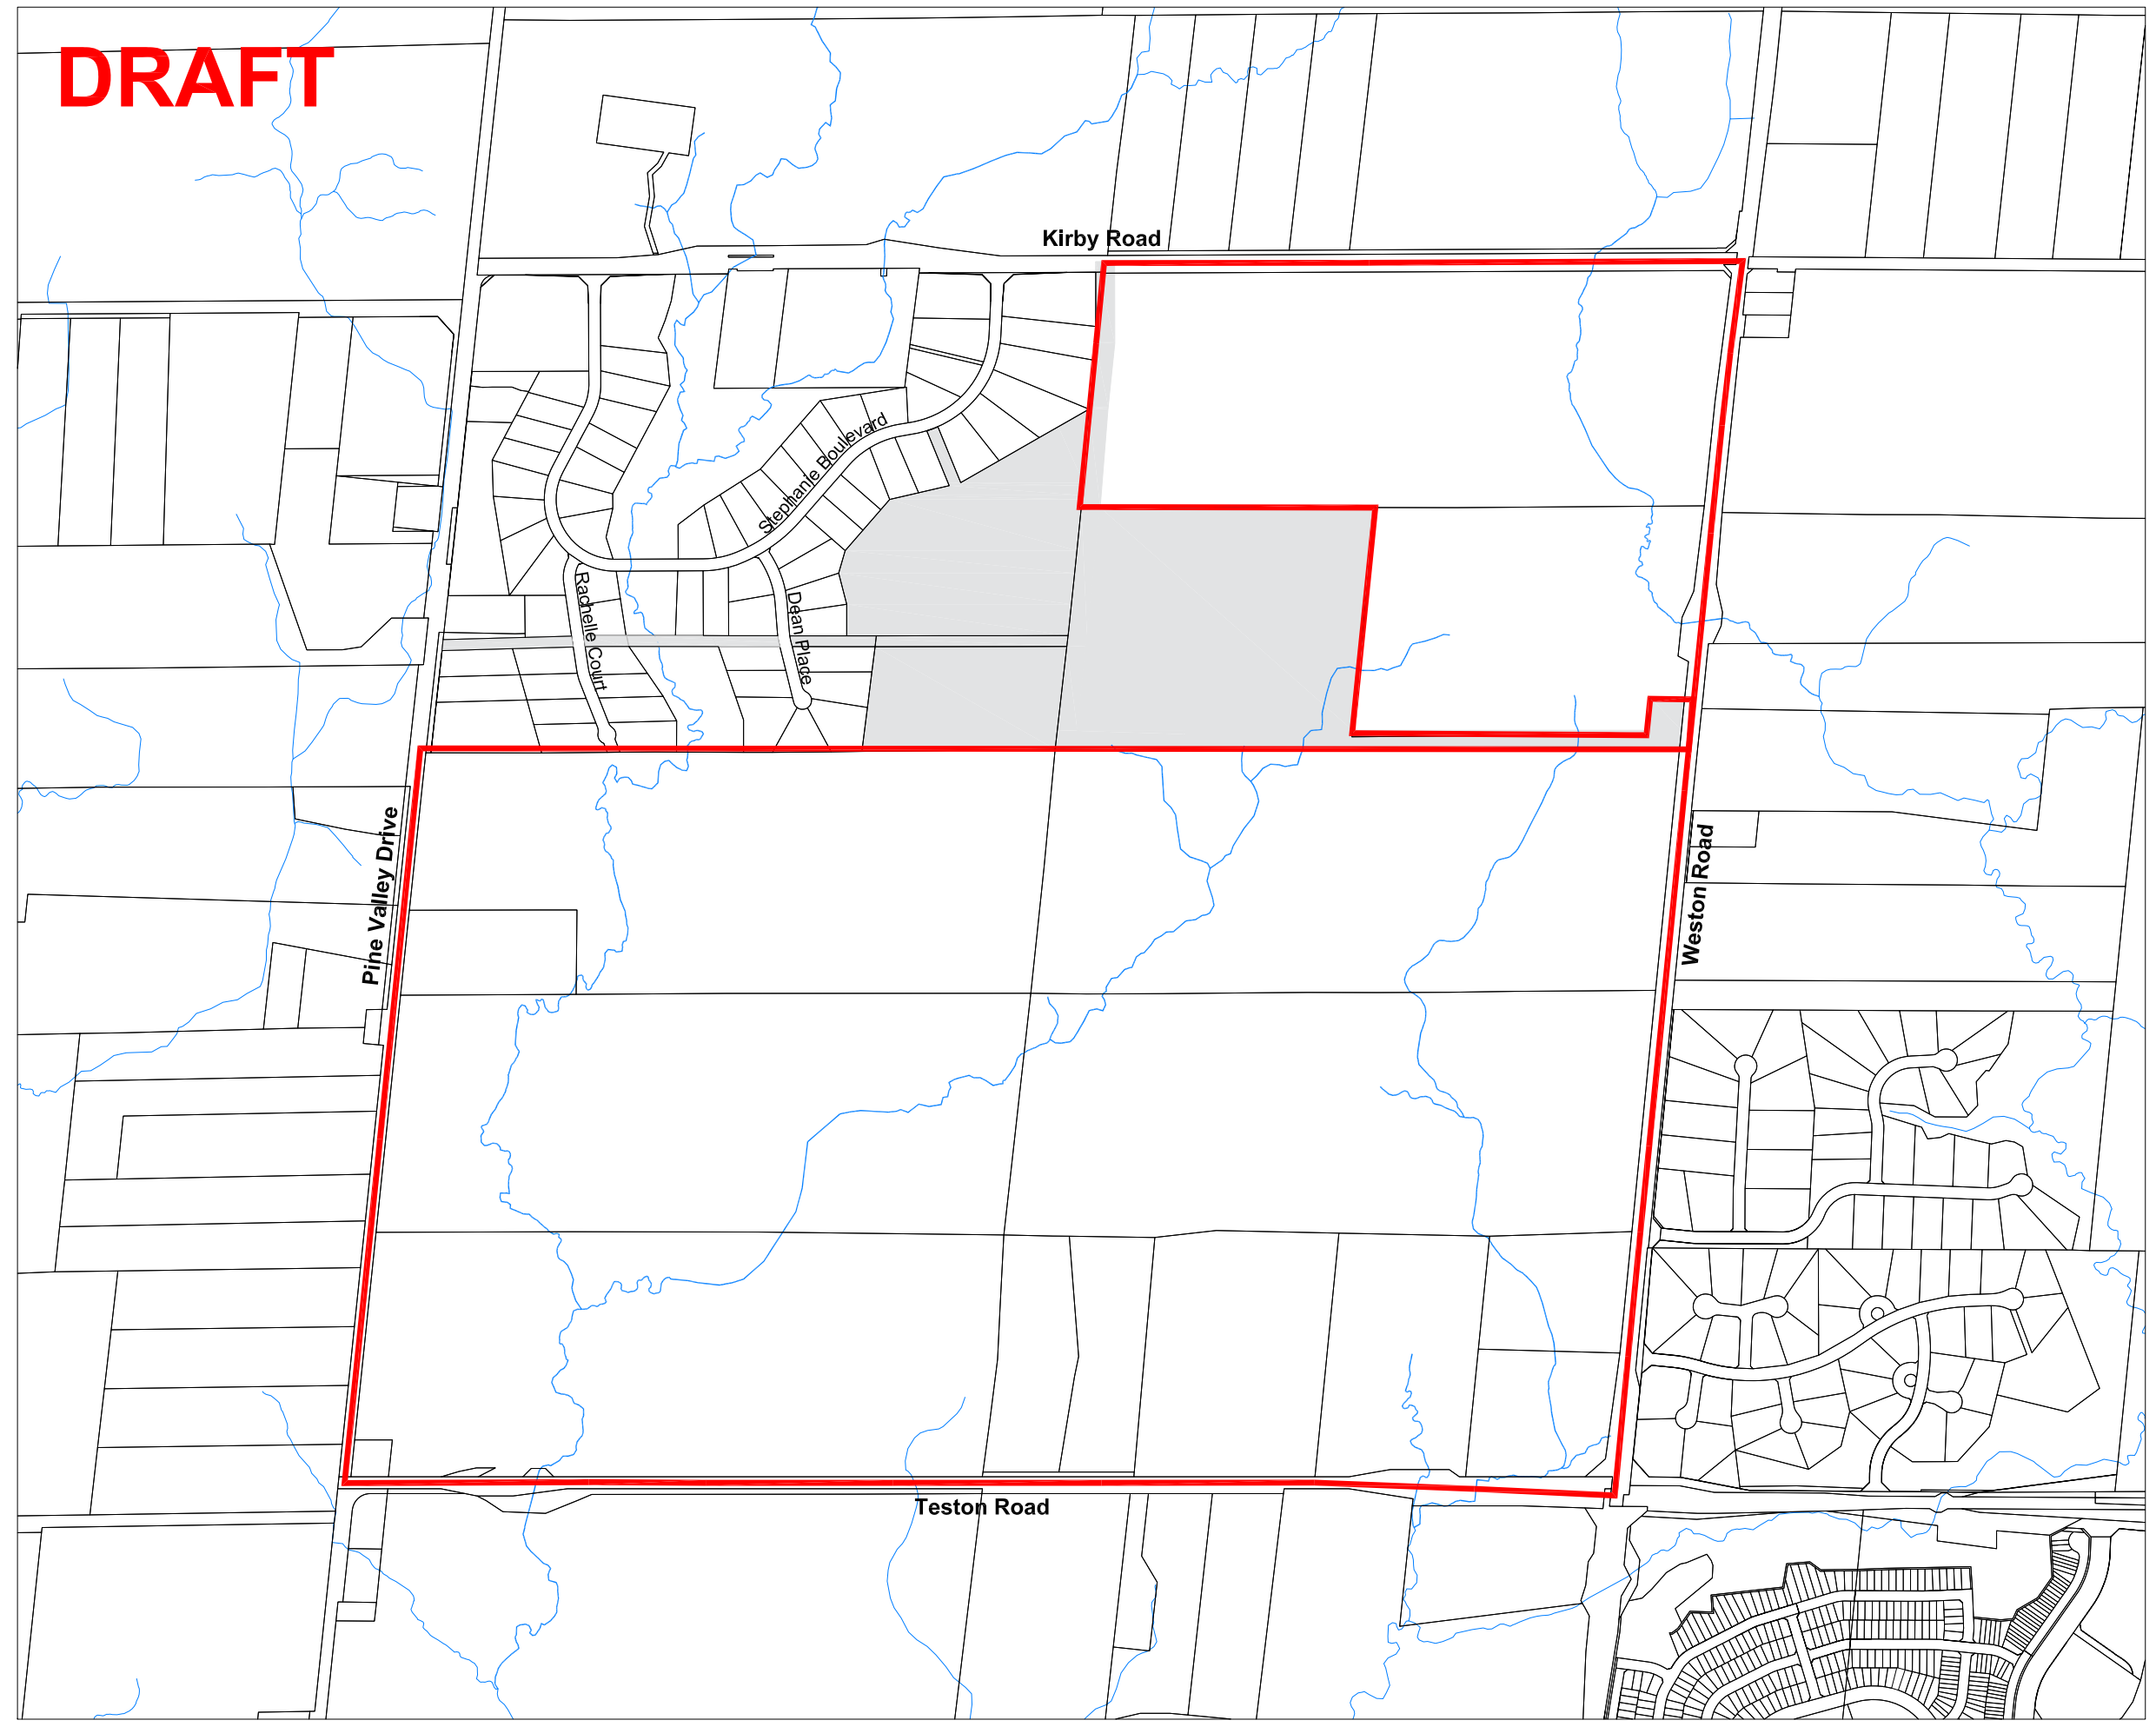 DRAFT
Kirby Road
Stephanie Boulevard
Rachelle Court
Dean Place
Pine Valley Drive
Weston Road
Teston Road